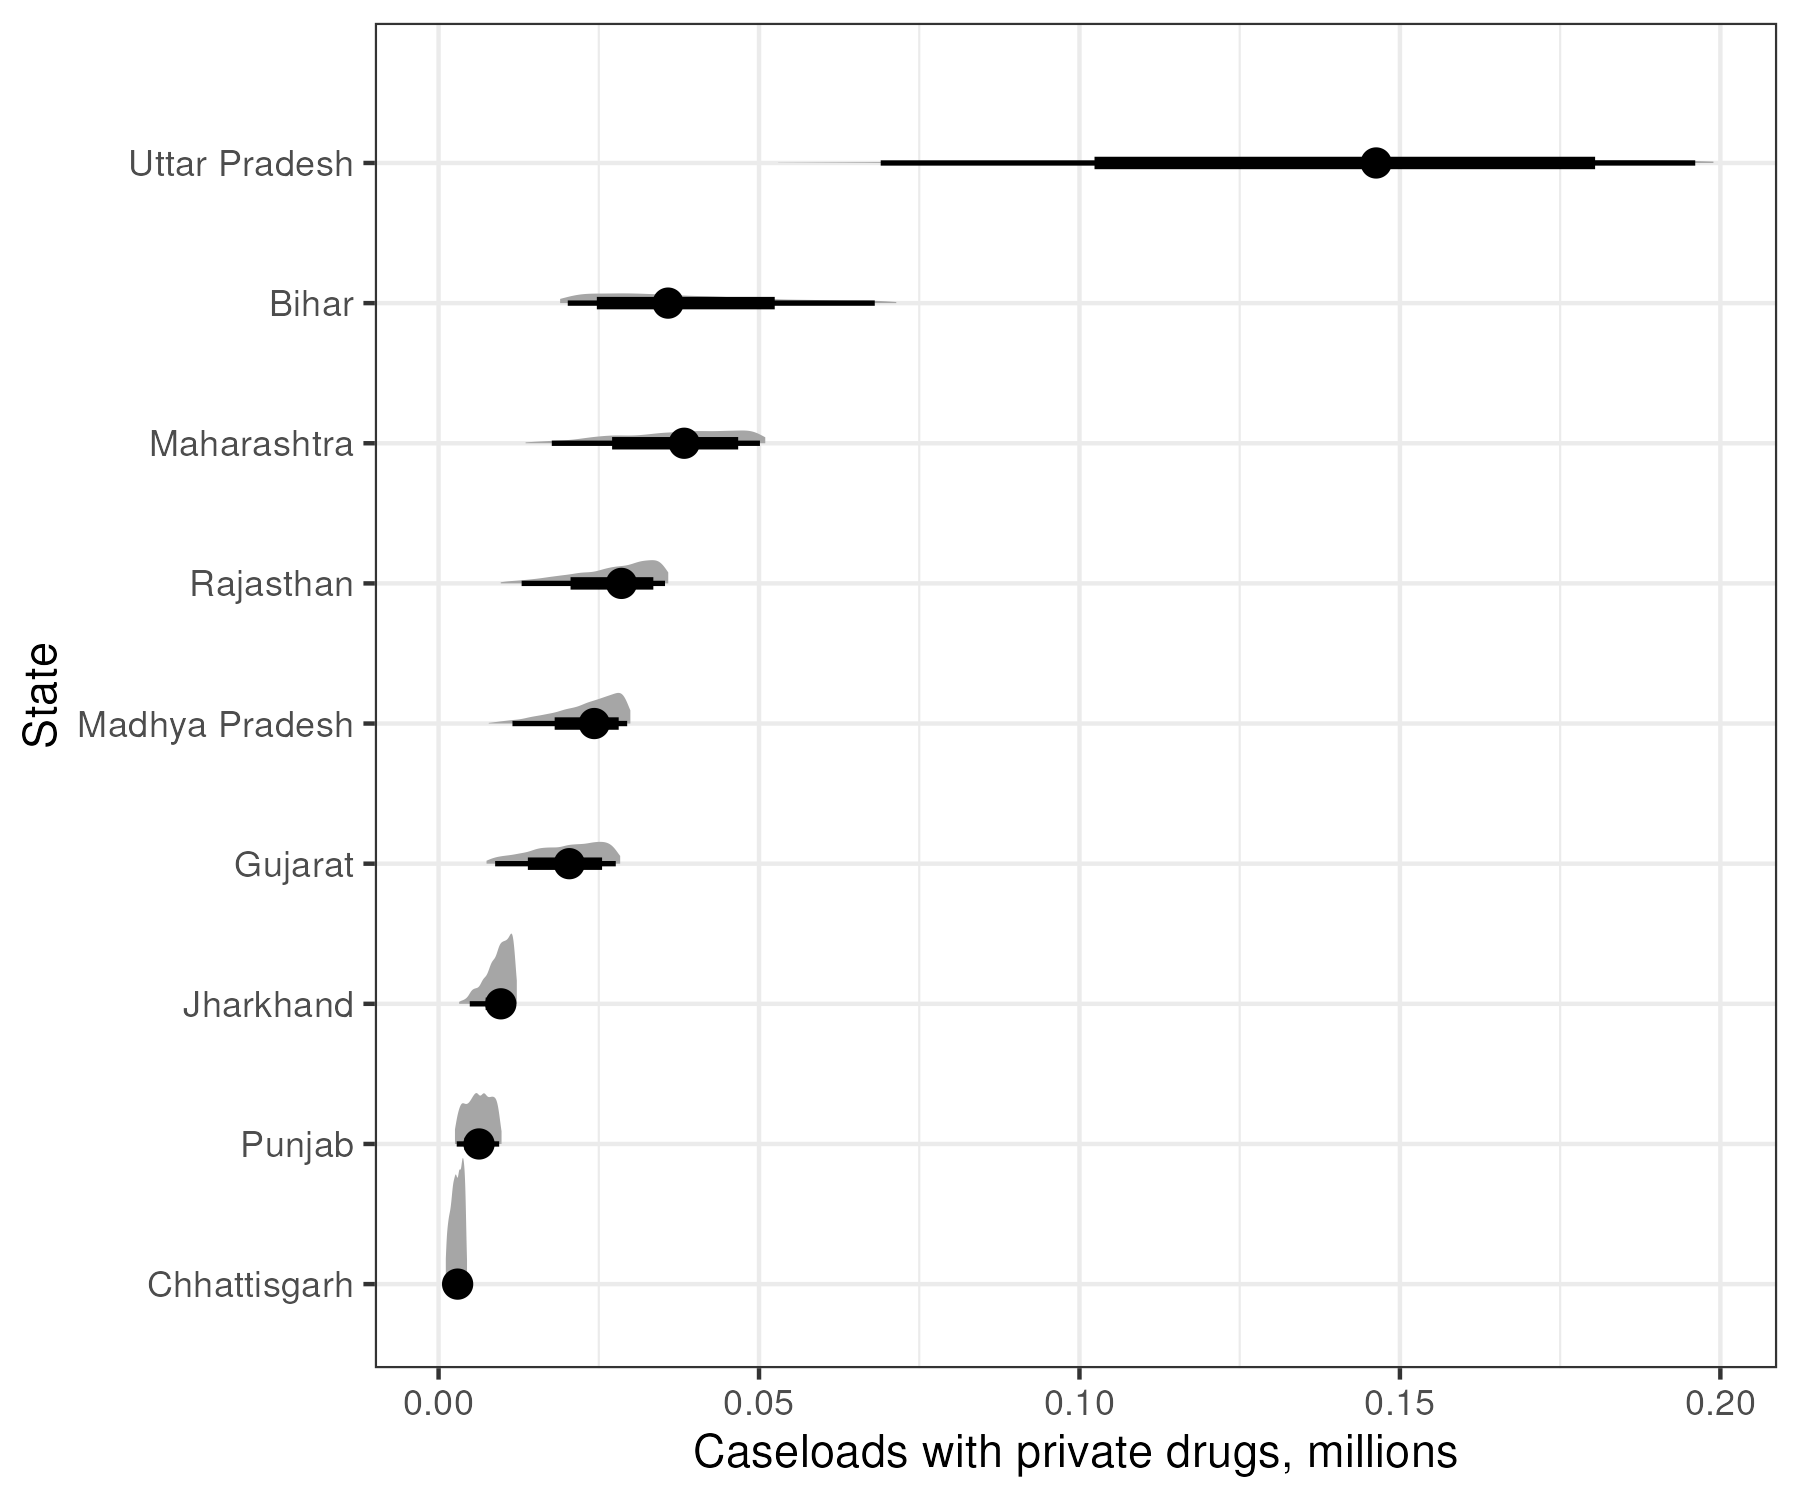 Uttar Pradesh
Bihar
Maharashtra
Rajasthan
Madhya Pradesh
Gujarat
Jharkhand
Punjab
Chhattisgarh
State
0.00 0.05 0.10 0.15 0.20
Caseloads with private drugs, millions